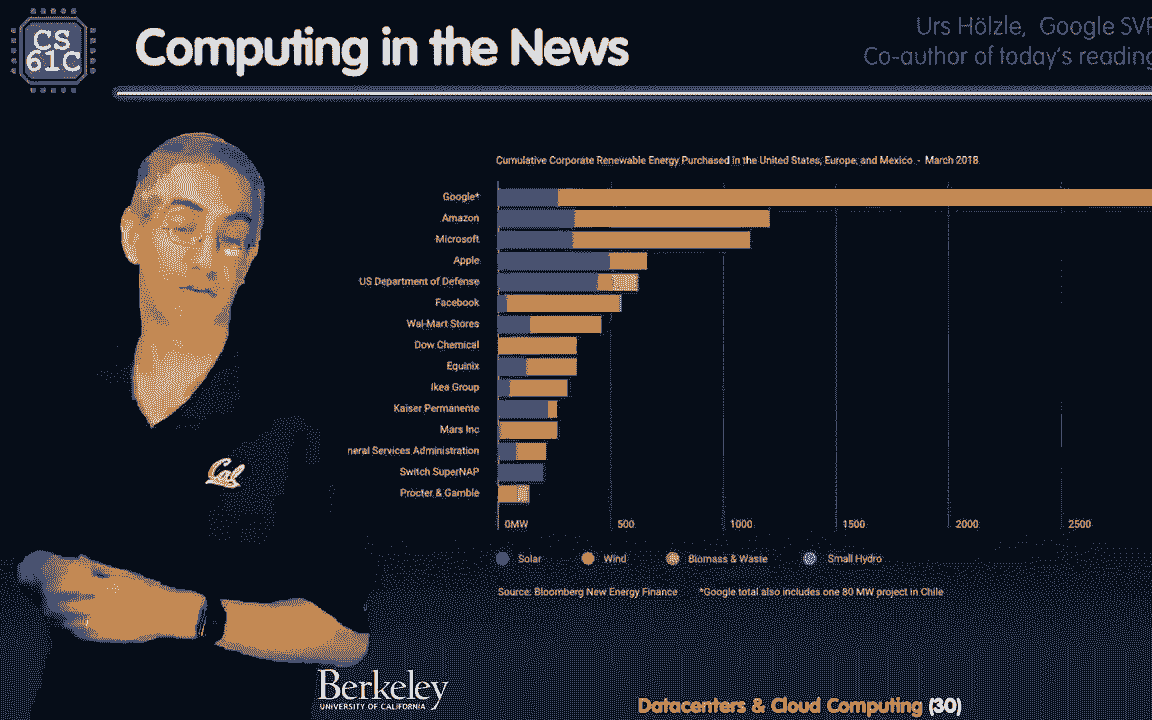 CS
61C
Computing in the News
Urs Hölzle, Google SVP
Co-author of today's reading
Cumulative Corporate Renewable Energy Purchased in the United States, Europe, and Mexico - March 2018
Google*
Amazon
Microsoft
Apple
US Department of Defense
Facebook
Wal-Mart Stores
Dow Chemical
Equinix
Ikea Group
Kaiser Permanente
Mars Inc
neral Services Administration
Switch SuperNAP
Procter & Gamble
0MW 500 1000 1500 2000 2500
Solar Wind Biomass & Waste Small Hydro
Source: Bloomberg New Energy Finance *Google total also includes one 80 MW project in Chile
Cal
Berkeley
UNIVERSITY OF CALIFORNIA
Datacenters & Cloud Computing (30)